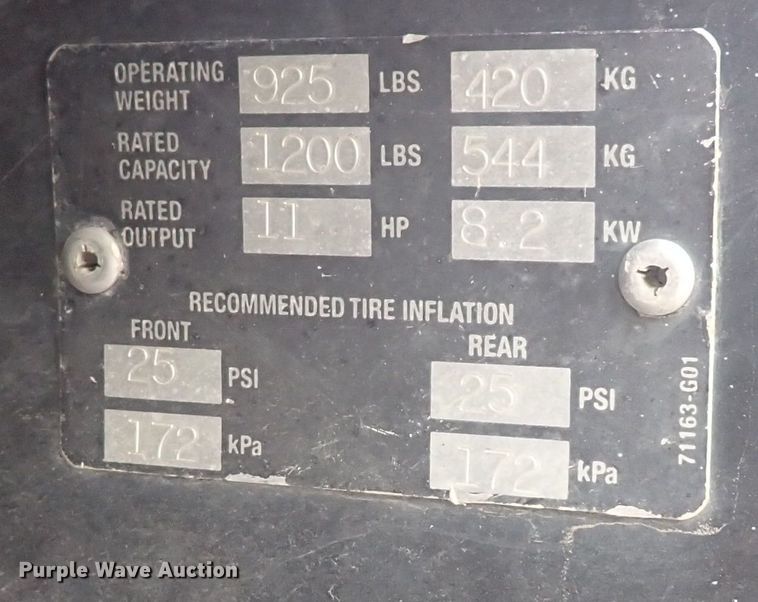 OPERATING WEIGHT 925 LBS 420 KG
RATED CAPACITY 1200 LBS 544 KG
RATED OUTPUT 11 HP 8.2 KW
RECOMMENDED TIRE INFLATION
FRONT REAR
25 PSI 25 PSI
172 kPa 172 kPa
71163-G01
Purple Wave Auction